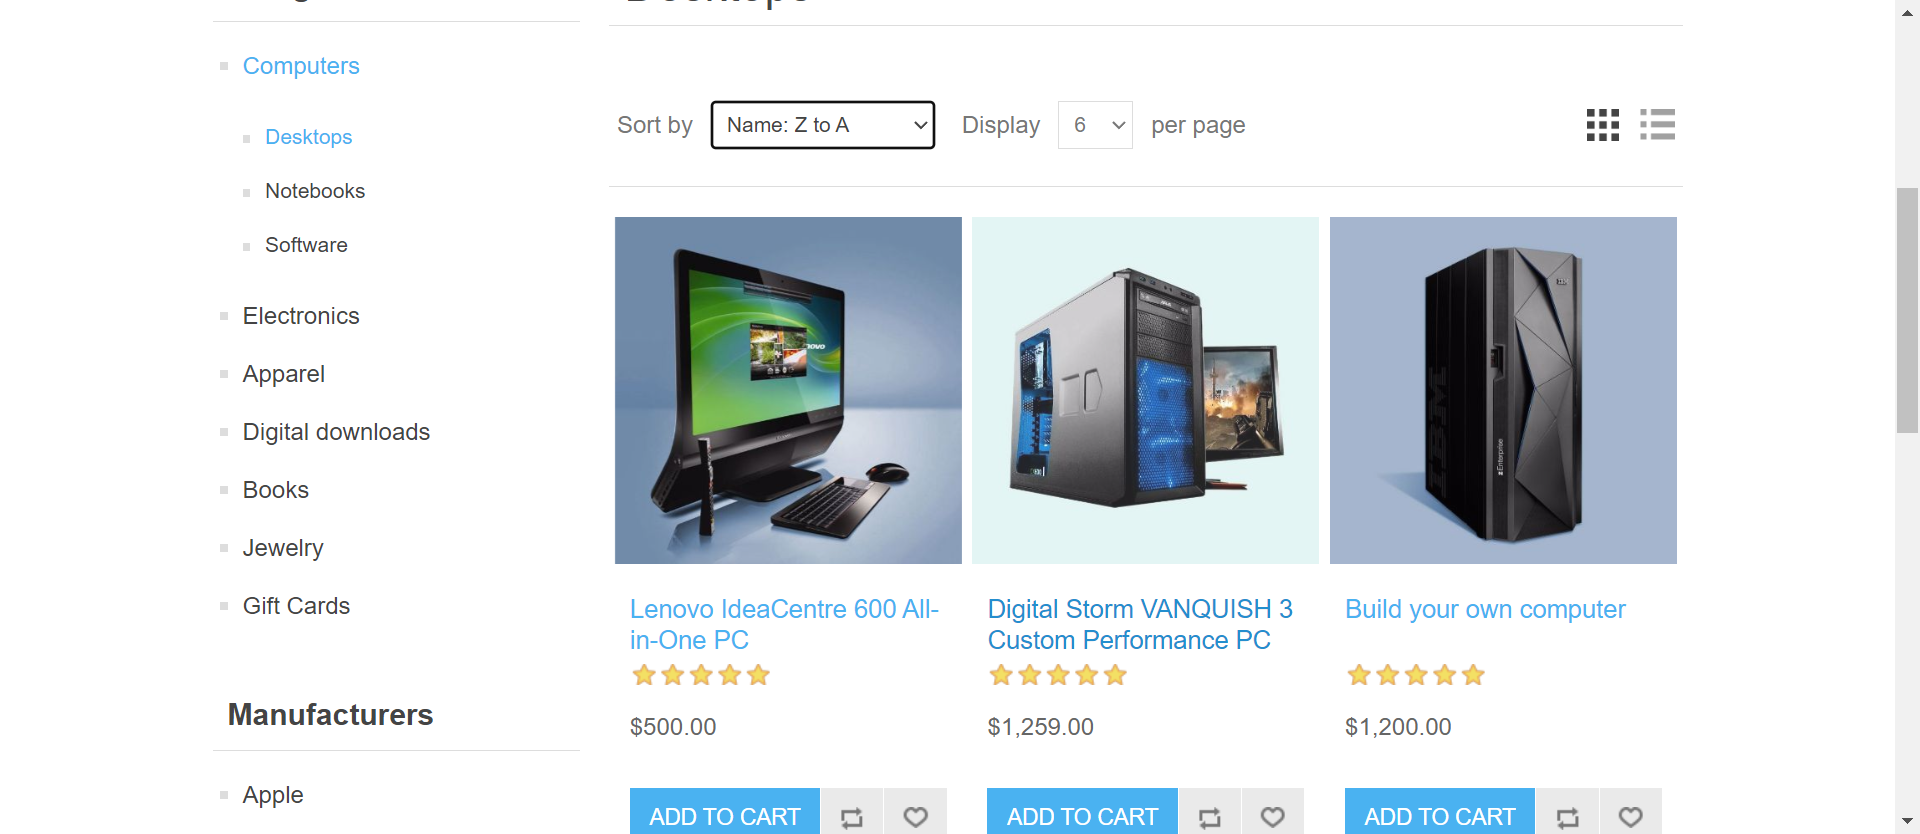 Computers
Desktops
Notebooks
Software
Electronics
Apparel
Digital downloads
Books
Jewelry
Gift Cards
Manufacturers
Apple
Sort by Name: Z to A Display 6 per page
IBM
Enterprise
Lenovo IdeaCentre 600 All-
in-One PC
$500.00
ADD TO CART
Digital Storm VANQUISH 3
Custom Performance PC
$1,259.00
ADD TO CART
Build your own computer
$1,200.00
ADD TO CART